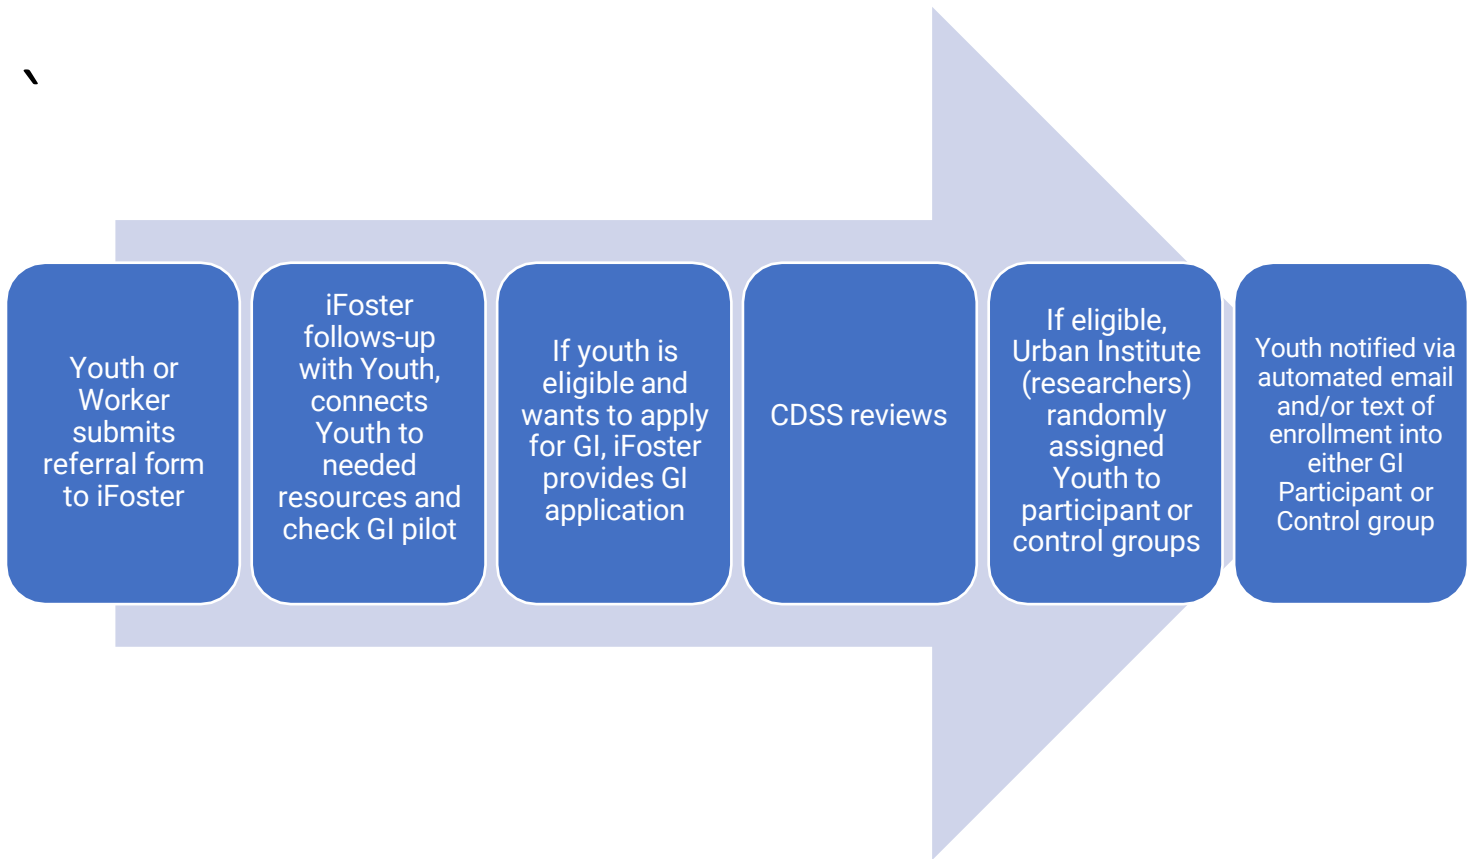 `
Youth or
Worker
submits
referral form
to iFoster
iFoster
follows-up
with Youth,
connects
Youth to
needed
resources and
check GI pilot
If youth is
eligible and
wants to apply
for GI, iFoster
provides GI
application
CDSS reviews
If eligible,
Urban Institute
(researchers)
randomly
assigned
Youth to
participant or
control groups
Youth notified via
automated email
and/or text of
enrollment into
either GI
Participant or
Control group